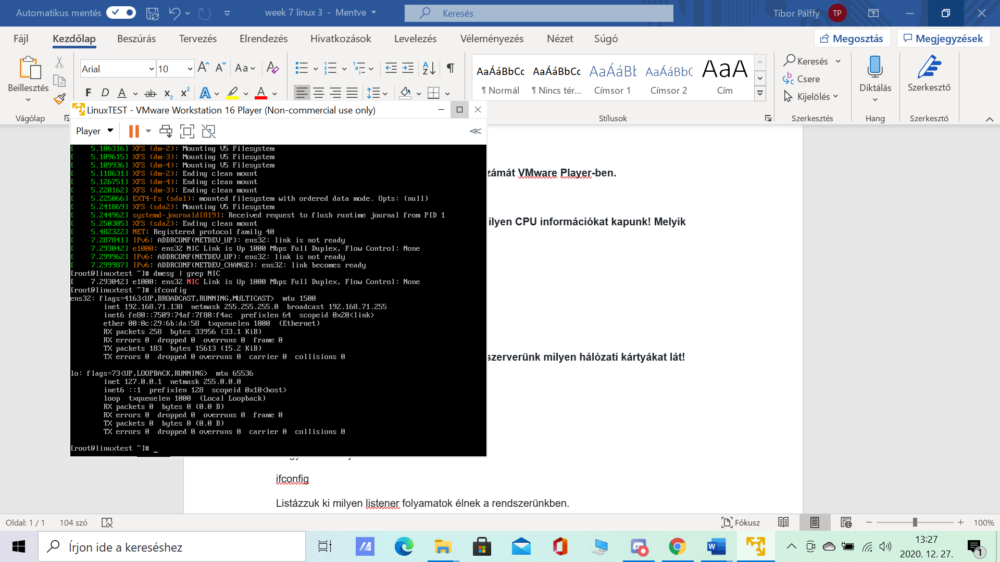 Automatikus mentés
week 7 linux 3 - Mentve
Keresés
Tibor Pálffy
TP
Fájl
Kezdőlap
Beszúrás
Tervezés
Elrendezés
Hivatkozások
Levelezés
Véleményezés
Nézet
Súgó
Megosztás
Megjegyzések
Beillesztés
Vágólap
Arial
10
AaÁáBbCc
¶ Normál
AaÁáBbCc
¶ Nincs tér...
AaÁáBb
Címsor 1
AaÁáBbC
Címsor 2
AaA
Cím
Stílusok
Keresés
Csere
Kijelölés
Szerkesztés
Diktálás
Hang
Szerkesztő
Szerkesztő
LinuxTEST - VMware Workstation 16 Player (Non-commercial use only)
Player
[    5.106316] XFS (dm-2): Mounting V5 Filesystem
[    5.109615] XFS (dm-3): Mounting V5 Filesystem
[    5.109936] XFS (dm-4): Mounting V5 Filesystem
[    5.118631] XFS (dm-2): Ending clean mount
[    5.126751] XFS (dm-4): Ending clean mount
[    5.220162] XFS (dm-3): Ending clean mount
[    5.225066] EXT4-fs (sda1): mounted filesystem with ordered data mode. Opts: (null)
[    5.241869] XFS (sda2): Mounting V5 Filesystem
[    5.244962] systemd-journald[819]: Received request to flush runtime journal from PID 1
[    5.250305] XFS (sda2): Ending clean mount
[    5.482322] NET: Registered protocol family 40
[    7.287841] IPv6: ADDRCONF(NETDEV_UP): ens32: link is not ready
[    7.293042] e1000: ens32 NIC Link is Up 1000 Mbps Full Duplex, Flow Control: None
[    7.299962] IPv6: ADDRCONF(NETDEV_UP): ens32: link is not ready
[    7.299987] IPv6: ADDRCONF(NETDEV_CHANGE): ens32: link becomes ready
[root@linuxtest ~]# dmesg | grep NIC
[    7.293042] e1000: ens32 NIC Link is Up 1000 Mbps Full Duplex, Flow Control: None
[root@linuxtest ~]# ifconfig
ens32: flags=4163<UP,BROADCAST,RUNNING,MULTICAST>  mtu 1500
inet 192.168.71.138  netmask 255.255.255.0  broadcast 192.168.71.255
inet6 fe80::7509:74af:7f80:f4ac  prefixlen 64  scopeid 0x20<link>
ether 00:0c:29:6b:da:58  txqueuelen 1000  (Ethernet)
RX packets 258  bytes 33956 (33.1 KiB)
RX errors 0  dropped 0  overruns 0  frame 0
TX packets 183  bytes 15613 (15.2 KiB)
TX errors 0  dropped 0 overruns 0  carrier 0  collisions 0
lo: flags=73<UP,LOOPBACK,RUNNING>  mtu 65536
inet 127.0.0.1  netmask 255.0.0.0
inet6 ::1  prefixlen 128  scopeid 0x10<host>
loop  txqueuelen 1000  (Local Loopback)
RX packets 0  bytes 0 (0.0 B)
RX errors 0  dropped 0  overruns 0  frame 0
TX packets 0  bytes 0 (0.0 B)
TX errors 0  dropped 0 overruns 0  carrier 0  collisions 0
[root@linuxtest ~]# _
zámát VMware Player-ben.
ilyen CPU információkat kapunk! Melyik
szerverünk milyen hálózati kártyákat lát!
ifconfig
Listázzuk ki milyen listener folyamatok élnek a rendszerünkben.
Oldal: 1 / 1
104 szó
Fókusz
100%
Írjon ide a kereséshez
13:27
2020. 12. 27.
1